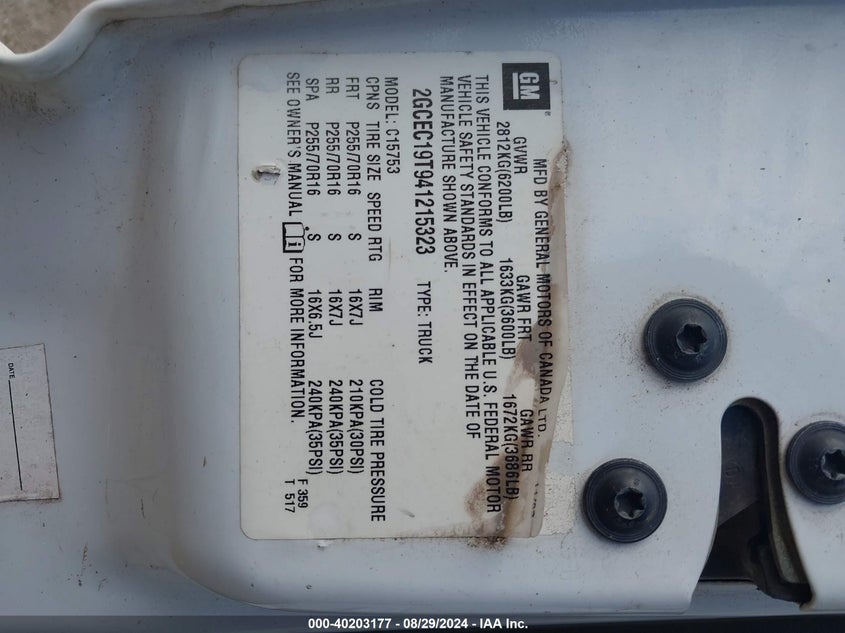 GM
MFD BY GENERAL MOTORS OF CANADA LTD.
GVWR GAWR FRT GAWR RR
2812KG(6200LB) 1633KG(3600LB) 1672KG(3686LB)
THIS VEHICLE CONFORMS TO ALL APPLICABLE U.S. FEDERAL MOTOR
VEHICLE SAFETY STANDARDS IN EFFECT ON THE DATE OF
MANUFACTURE SHOWN ABOVE.
2GCEC19T941215323 TYPE: TRUCK
MODEL: C15753
CPNS TIRE SIZE SPEED RTG RIM COLD TIRE PRESSURE
FRT P255/70R16 S 16X7J 210KPA(30PSI)
RR P255/70R16 S 16X7J 240KPA(35PSI)
SPA P255/70R16 S 16X6.5J 240KPA(35PSI)
SEE OWNER'S MANUAL FOR MORE INFORMATION.
F 359
T 517
DATE
000-40203177 - 08/29/2024 - IAA Inc.